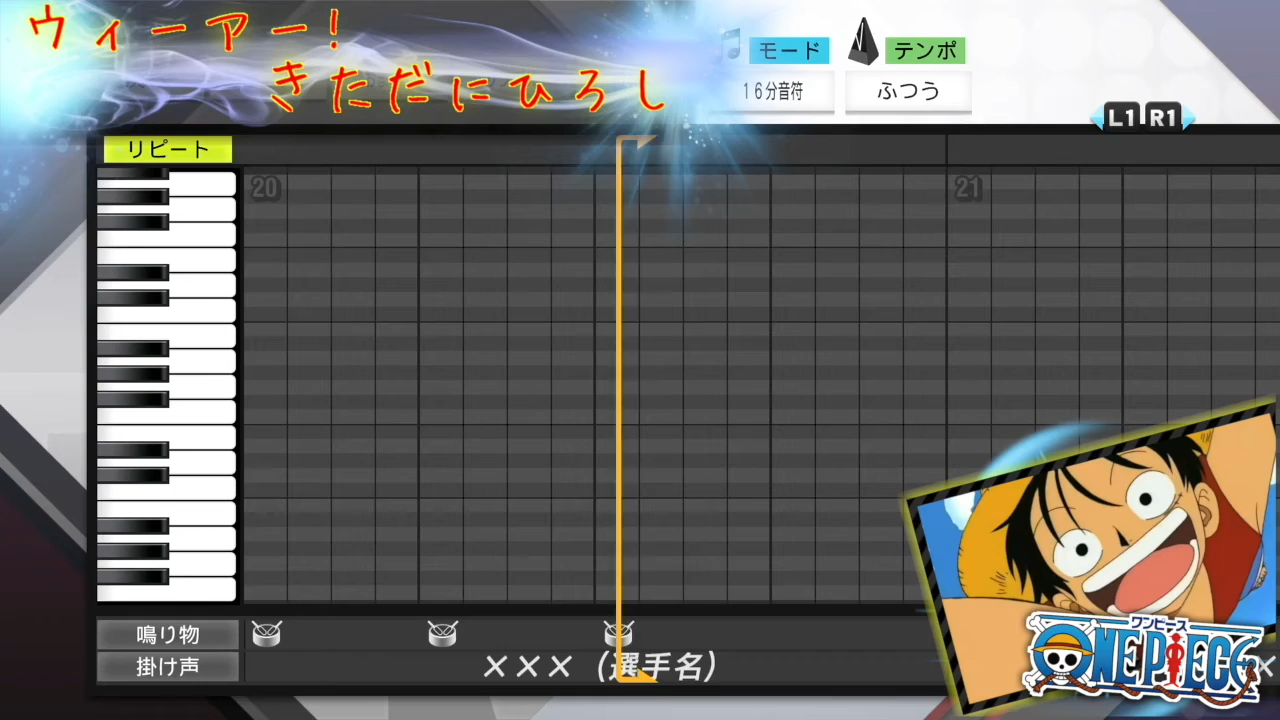 ウィーアー!
きただにひろし
モード
テンポ
16分音符
ふつう
L1 R1
リピート
20
21
鳴り物
掛け声
×××(選手名)
×
ワンピース
ONE PIECE